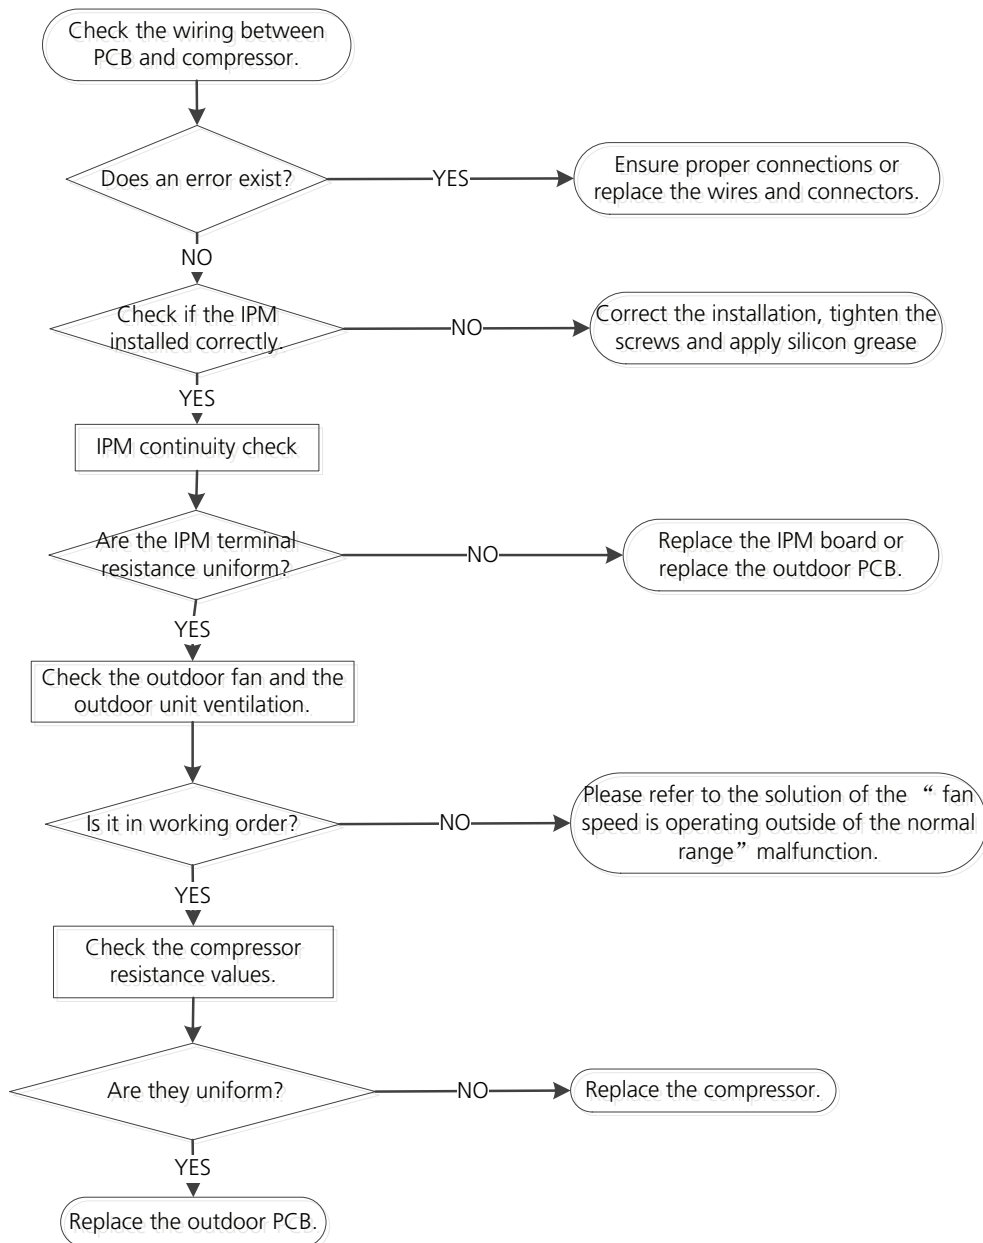 Check the wiring between
PCB and compressor.
Does an error exist?
YES
Ensure proper connections or
replace the wires and connectors.
NO
Check if the IPM
installed correctly.
NO
Correct the installation, tighten the
screws and apply silicon grease
YES
IPM continuity check
Are the IPM terminal
resistance uniform?
NO
Replace the IPM board or
replace the outdoor PCB.
YES
Check the outdoor fan and the
outdoor unit ventilation.
Is it in working order?
NO
Please refer to the solution of the “ fan
speed is operating outside of the normal
range” malfunction.
YES
Check the compressor
resistance values.
Are they uniform?
NO
Replace the compressor.
YES
Replace the outdoor PCB.